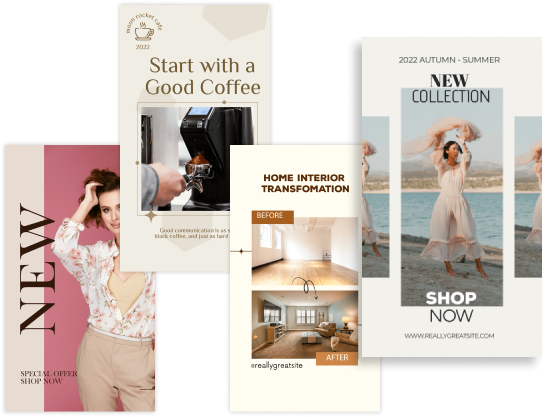 moon rocket cafe
2022
Start with a
Good Coffee
Good communication is as
black coffee, and just as hard
2022 AUTUMN - SUMMER
NEW
COLLECTION
SHOP
NOW
WWW.REALLYGREATSITE.COM
HOME INTERIOR
TRANSFOMATION
BEFORE
AFTER
@reallygreatsite
NEW
SPECIAL OFFER
SHOP NOW